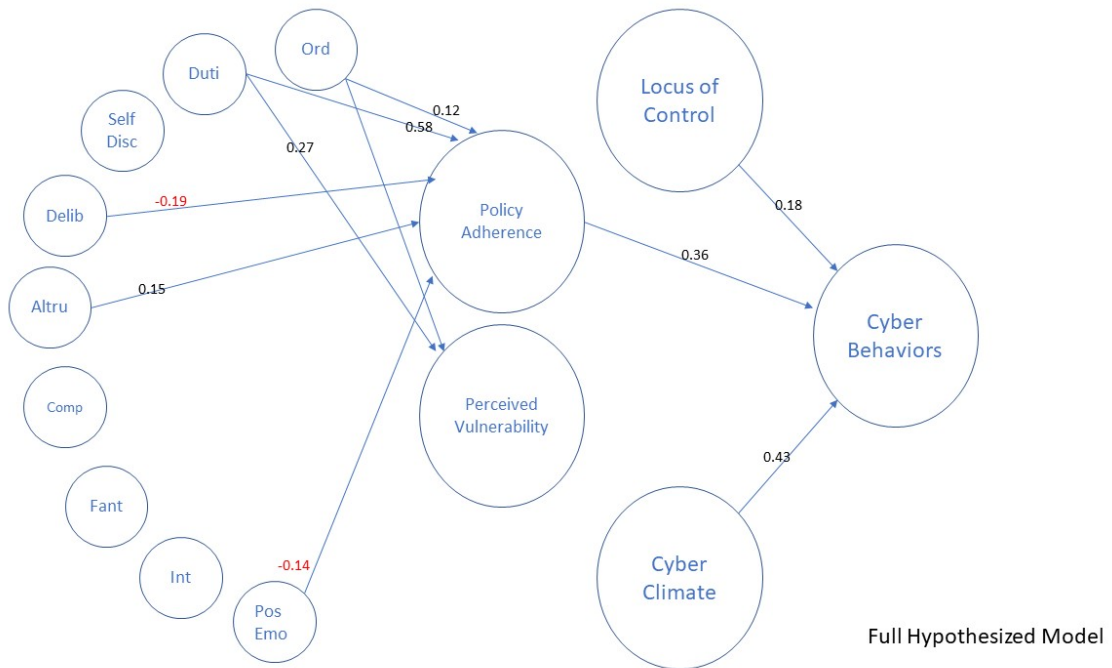 Ord
Duti
Self
Disc
Delib
Altru
Comp
Fant
Int
Pos
Emo
0.12
0.58
0.27
-0.19
0.15
-0.14
Policy
Adherence
Perceived
Vulnerability
Locus of
Control
0.18
0.36
0.43
Cyber
Behaviors
Cyber
Climate
Full Hypothesized Model